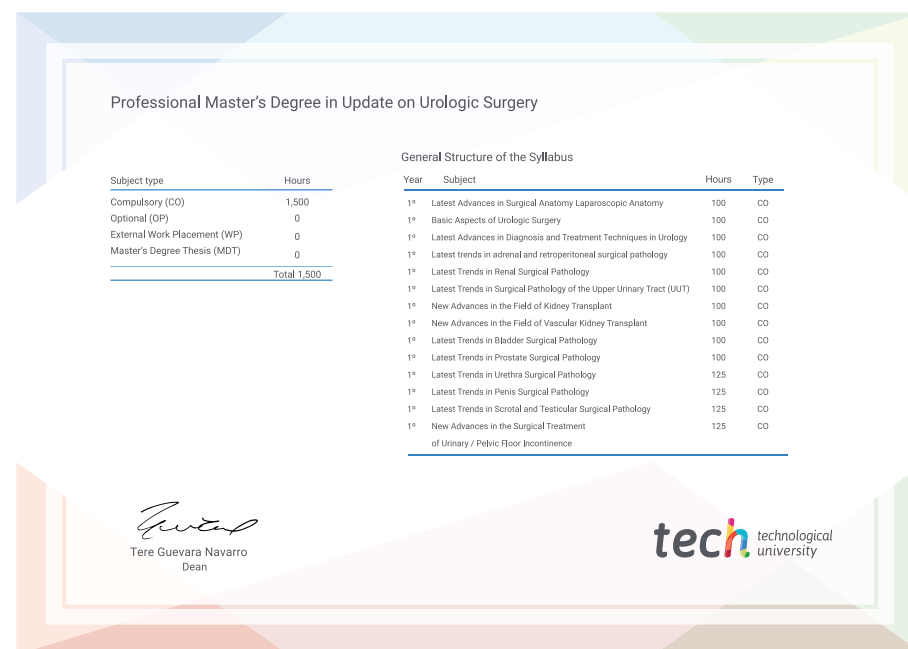 Professional Master's Degree in Update on Urologic Surgery
Subject type Hours
Compulsory (CO) 1,500
Optional (OP) 0
External Work Placement (WP) 0
Master's Degree Thesis (MDT) 0
Total 1,500
General Structure of the Syllabus
Year Subject Hours Type
1º Latest Advances in Surgical Anatomy Laparoscopic Anatomy 100 CO
1º Basic Aspects of Urologic Surgery 100 CO
1º Latest Advances in Diagnosis and Treatment Techniques in Urology 100 CO
1º Latest trends in adrenal and retroperitoneal surgical pathology 100 CO
1º Latest Trends in Renal Surgical Pathology 100 CO
1º Latest Trends in Surgical Pathology of the Upper Urinary Tract (UUT) 100 CO
1º New Advances in the Field of Kidney Transplant 100 CO
1º New Advances in the Field of Vascular Kidney Transplant 100 CO
1º Latest Trends in Bladder Surgical Pathology 100 CO
1º Latest Trends in Prostate Surgical Pathology 100 CO
1º Latest Trends in Urethra Surgical Pathology 125 CO
1º Latest Trends in Penis Surgical Pathology 125 CO
1º Latest Trends in Scrotal and Testicular Surgical Pathology 125 CO
1º New Advances in the Surgical Treatment 125 CO
of Urinary / Pelvic Floor Incontinence
Tere Guevara Navarro
Dean
tech technological
university